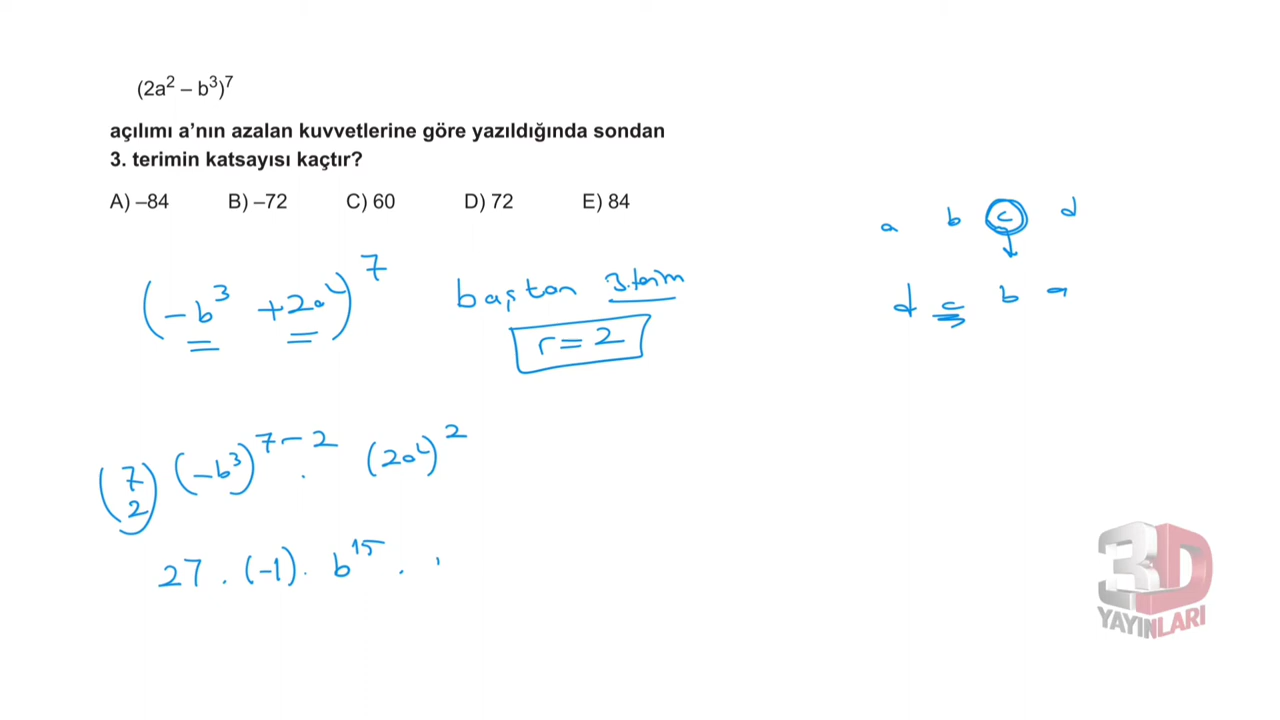 (2a² – b³)⁷
açılımı a’nın azalan kuvvetlerine göre yazıldığında sondan
3. terimin katsayısı kaçtır?
A) –84 B) –72 C) 60 D) 72 E) 84
a b c d
d c b a
(-b³ +2a²)⁷ baştan 3.terim
r=2
(7 2) (-b³)⁷⁻² . (2a²)²
27 . (-1) . b¹⁵ .
3D
YAYINLARI